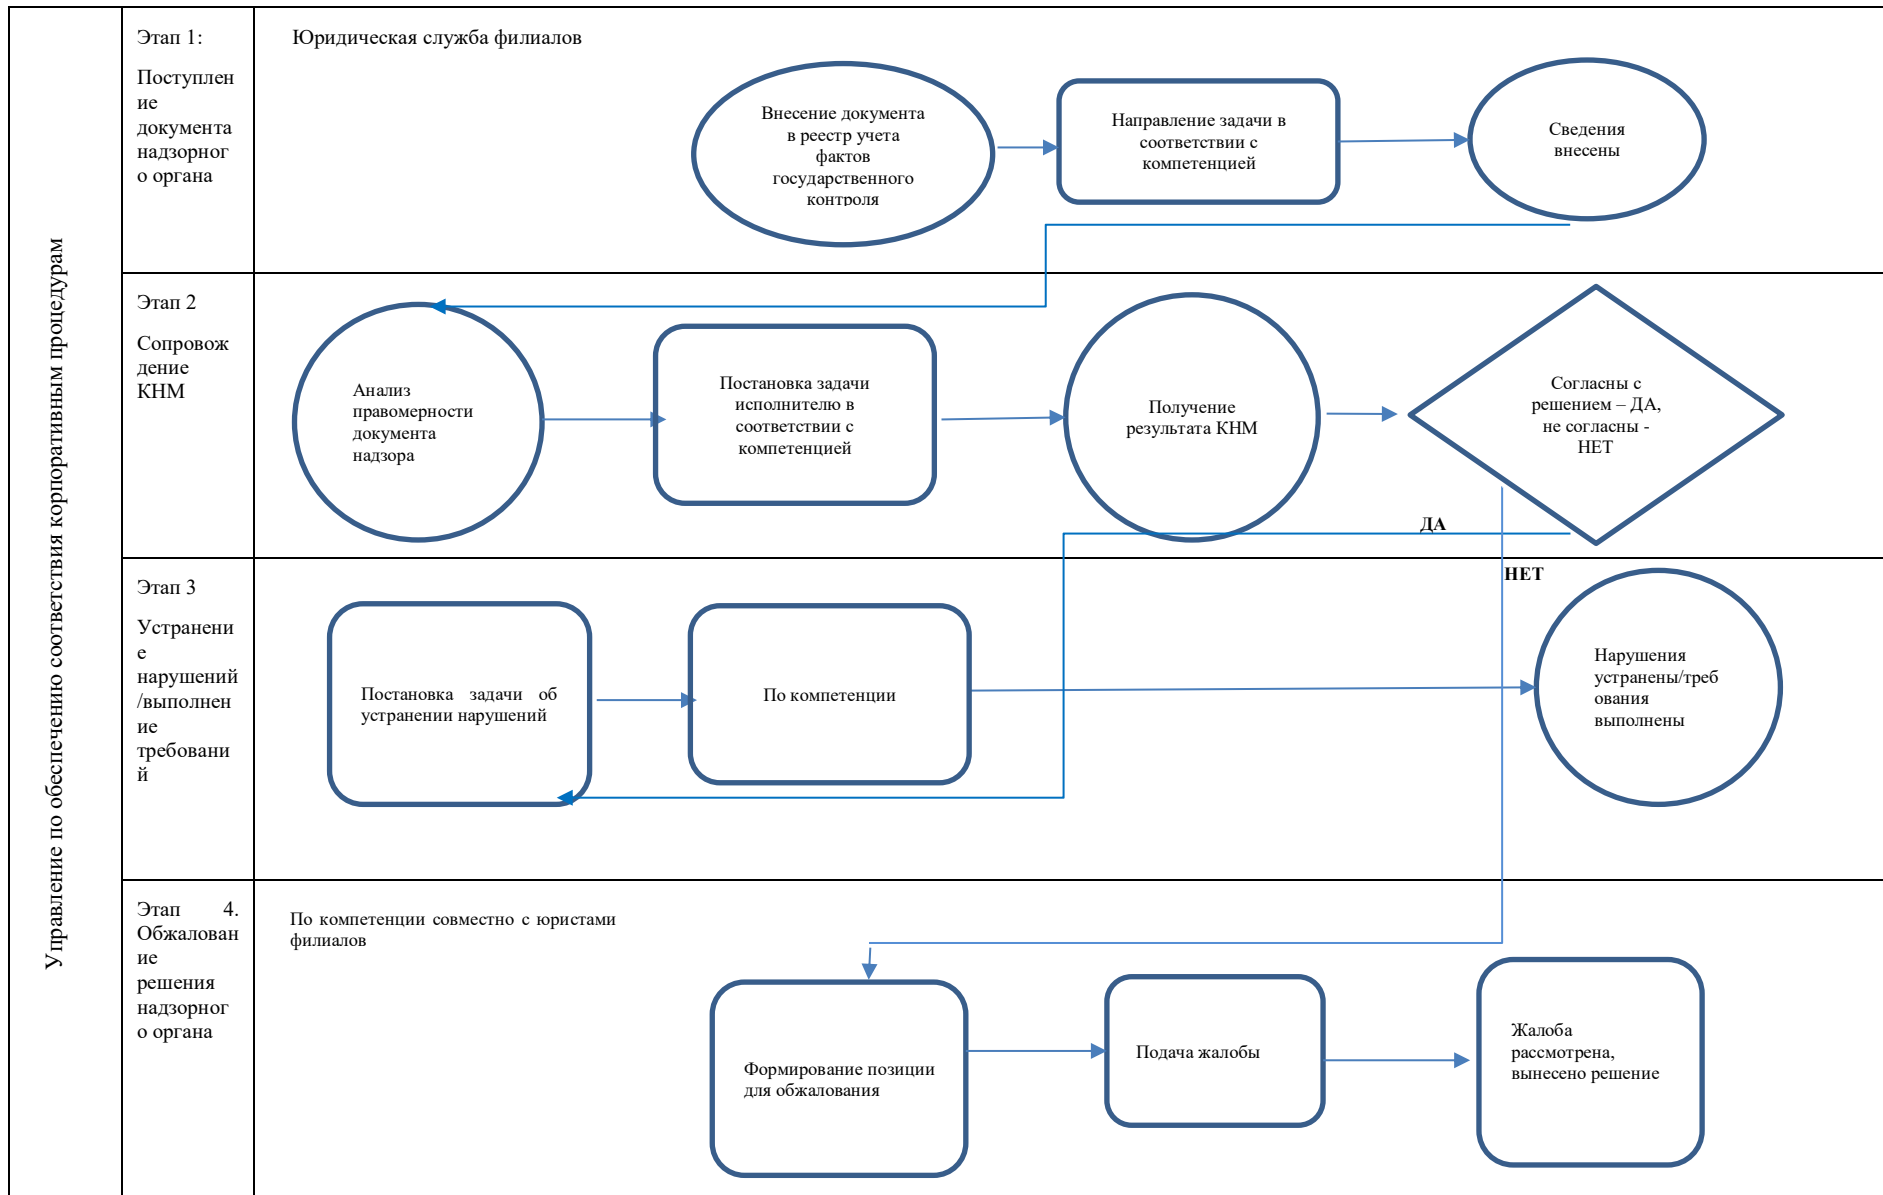 Управление по обеспечению соответствия корпоративным процедурам
Этап 1:
Поступлен
ие
документа
надзорног
о органа
Юридическая служба филиалов
Внесение документа
в реестр учета
фактов
государственного
контроля
Направление задачи в
соответствии с
компетенцией
Сведения
внесены
Этап 2
Сопровож
дение
КНМ
Анализ
правомерности
документа
надзора
Постановка задачи
исполнителю в
соответствии с
компетенцией
Получение
результата КНМ
Согласны с
решением – ДА,
не согласны -
НЕТ
ДА
НЕТ
Этап 3
Устранени
е
нарушений
/выполнен
ие
требовани
й
Постановка задачи об
устранении нарушений
По компетенции
Нарушения
устранены/треб
ования
выполнены
Этап 4.
Обжалован
ие
решения
надзорног
о органа
По компетенции совместно с юристами
филиалов
Формирование позиции
для обжалования
Подача жалобы
Жалоба
рассмотрена,
вынесено решение